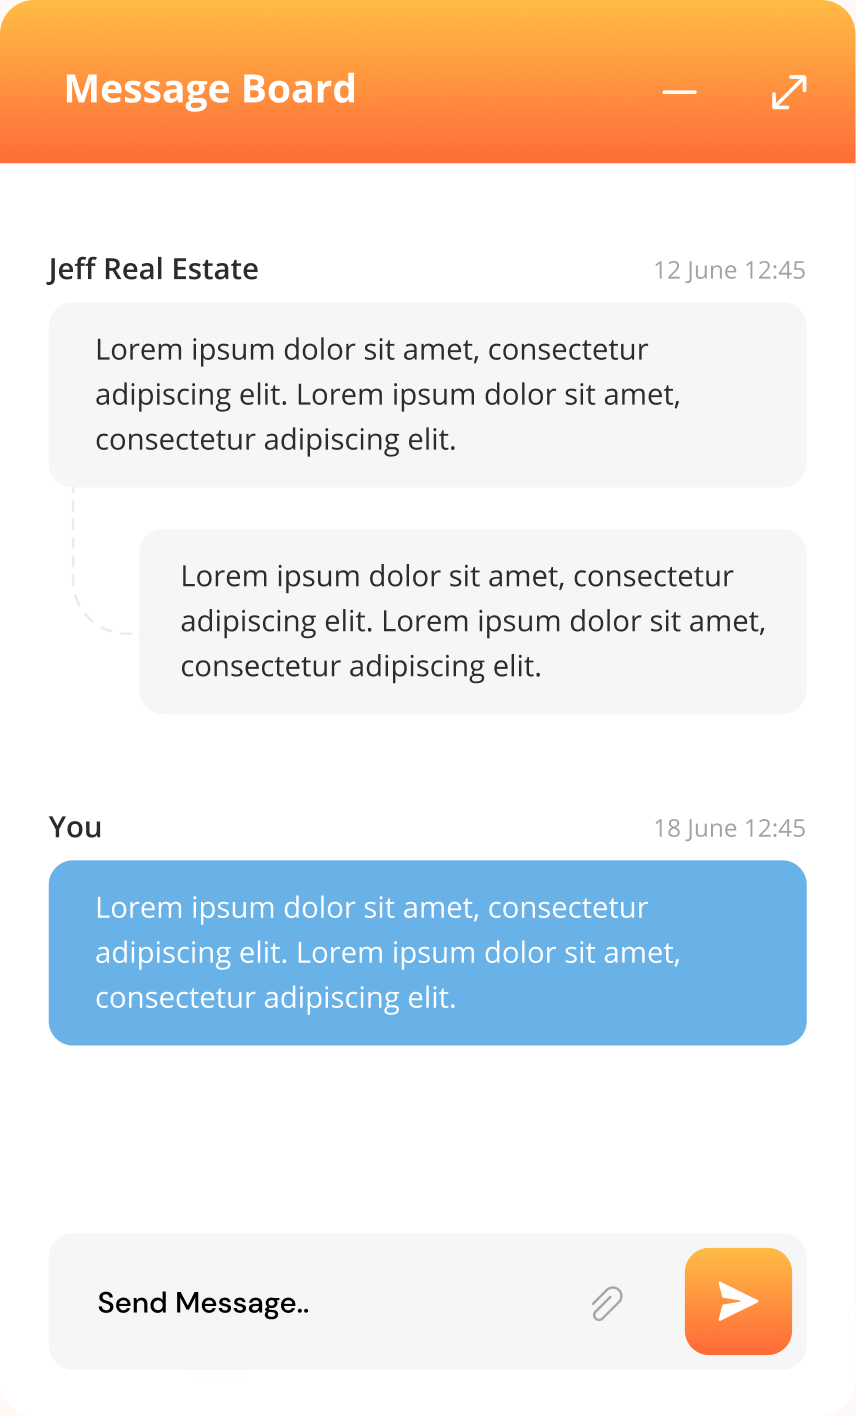 Message Board
Jeff Real Estate
12 June 12:45
Lorem ipsum dolor sit amet, consectetur
adipiscing elit. Lorem ipsum dolor sit amet,
consectetur adipiscing elit.
Lorem ipsum dolor sit amet, consectetur
adipiscing elit. Lorem ipsum dolor sit amet,
consectetur adipiscing elit.
You
18 June 12:45
Lorem ipsum dolor sit amet, consectetur
adipiscing elit. Lorem ipsum dolor sit amet,
consectetur adipiscing elit.
Send Message..